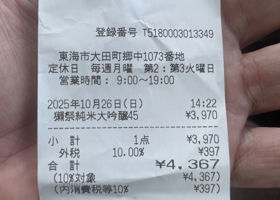 登録番号 T5180003013349
東海市大田町郷中1073番地
定休日 毎週月曜 第2：第3火曜日
営業時間： 9:00～19:00
2025年10月26日(日) 14:22
獺祭純米大吟醸45 ¥3,970
小 計 1点 ¥3,970
外税 10.00% ¥397
合 計 ¥4,367
(10%対象 ¥4,367)
(内消費税等10% ¥397)